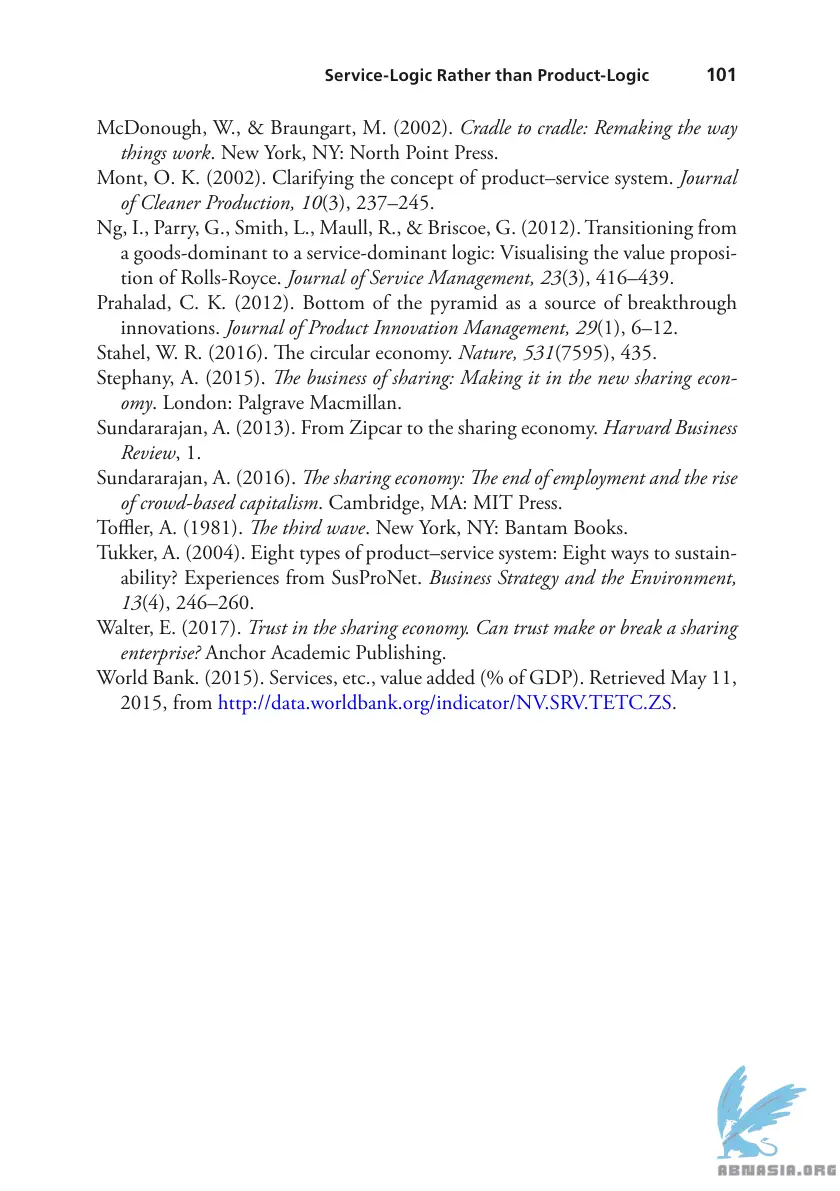 Service-Logic Rather than Product-Logic 101
McDonough, W., & Braungart, M. (2002). Cradle to cradle: Remaking the way
things work. New York, NY: North Point Press.
Mont, O. K. (2002). Clarifying the concept of product–service system. Journal
of Cleaner Production, 10(3), 237–245.
Ng, I., Parry, G., Smith, L., Maull, R., & Briscoe, G. (2012). Transitioning from
a goods-dominant to a service-dominant logic: Visualising the value proposi-
tion of Rolls-Royce. Journal of Service Management, 23(3), 416–439.
Prahalad, C. K. (2012). Bottom of the pyramid as a source of breakthrough
innovations. Journal of Product Innovation Management, 29(1), 6–12.
Stahel, W. R. (2016). The circular economy. Nature, 531(7595), 435.
Stephany, A. (2015). The business of sharing: Making it in the new sharing econ-
omy. London: Palgrave Macmillan.
Sundararajan, A. (2013). From Zipcar to the sharing economy. Harvard Business
Review, 1.
Sundararajan, A. (2016). The sharing economy: The end of employment and the rise
of crowd-based capitalism. Cambridge, MA: MIT Press.
Toffler, A. (1981). The third wave. New York, NY: Bantam Books.
Tukker, A. (2004). Eight types of product–service system: Eight ways to sustain-
ability? Experiences from SusProNet. Business Strategy and the Environment,
13(4), 246–260.
Walter, E. (2017). Trust in the sharing economy. Can trust make or break a sharing
enterprise? Anchor Academic Publishing.
World Bank. (2015). Services, etc., value added (% of GDP). Retrieved May 11,
2015, from http://data.worldbank.org/indicator/NV.SRV.TETC.ZS.
ABNASIA.ORG